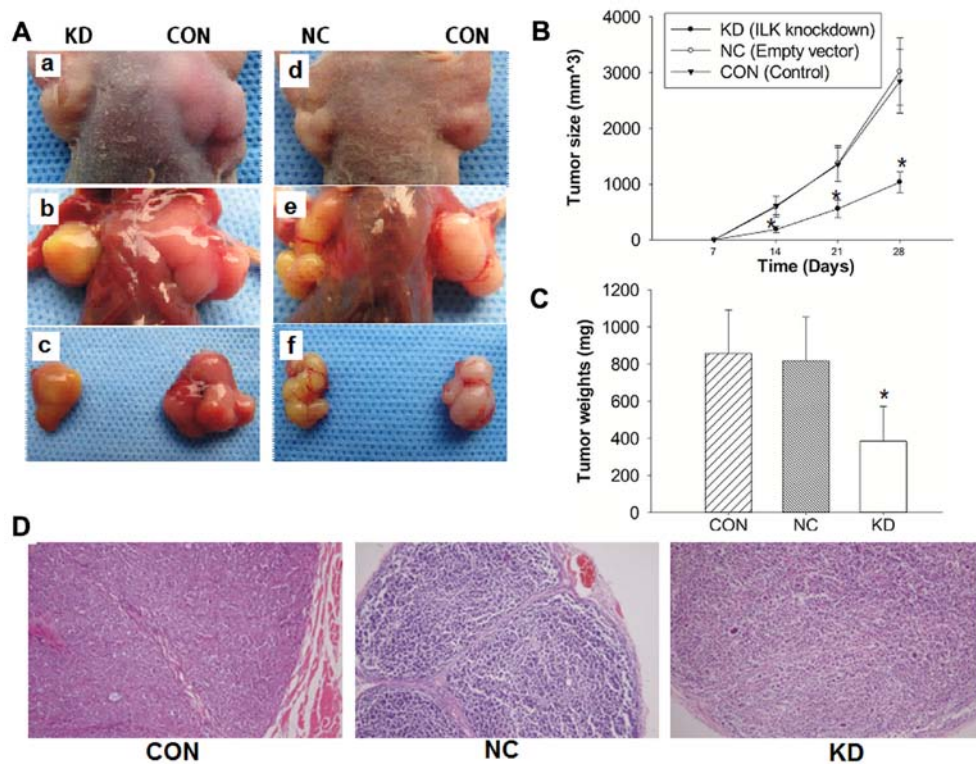 A
KD CON
NC CON
a
b
c
d
e
f
B
KD (ILK knockdown)
NC (Empty vector)
CON (Control)
Tumor size (mm^3)
4000
3000
2000
1000
0
*
*
*
7 14 21 28
Time (Days)
C
Tumor weights (mg)
1200
1000
800
600
400
200
0
*
CON NC KD
D
CON NC KD